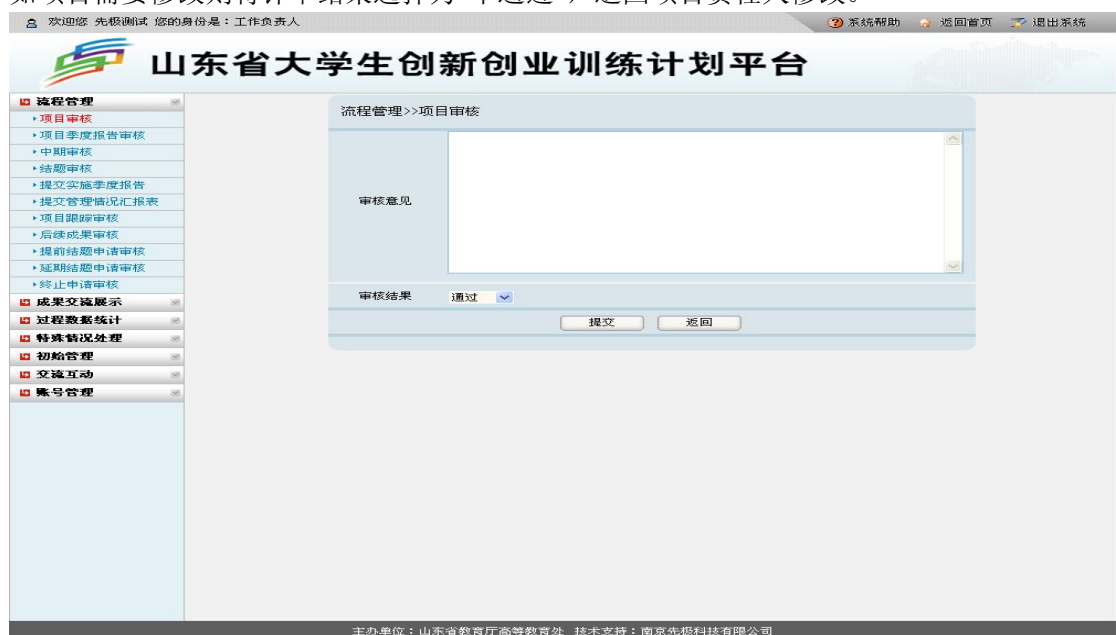 欢迎您 先极测试 您的身份是：工作负责人
系统帮助 返回首页 退出系统
山东省大学生创新创业训练计划平台
流程管理
项目审核
项目季度报告审核
中期审核
结题审核
提交实施季度报告
提交管理情况汇报表
项目跟踪审核
后续成果审核
提前结题申请审核
延期结题申请审核
终止申请审核
成果交流展示
过程数据统计
特殊情况处理
初始管理
交流互动
账号管理
流程管理>>项目审核
审核意见
审核结果 通过
提交 返回
主办单位：山东省教育厅高等教育处 技术支持：南京先极科技有限公司